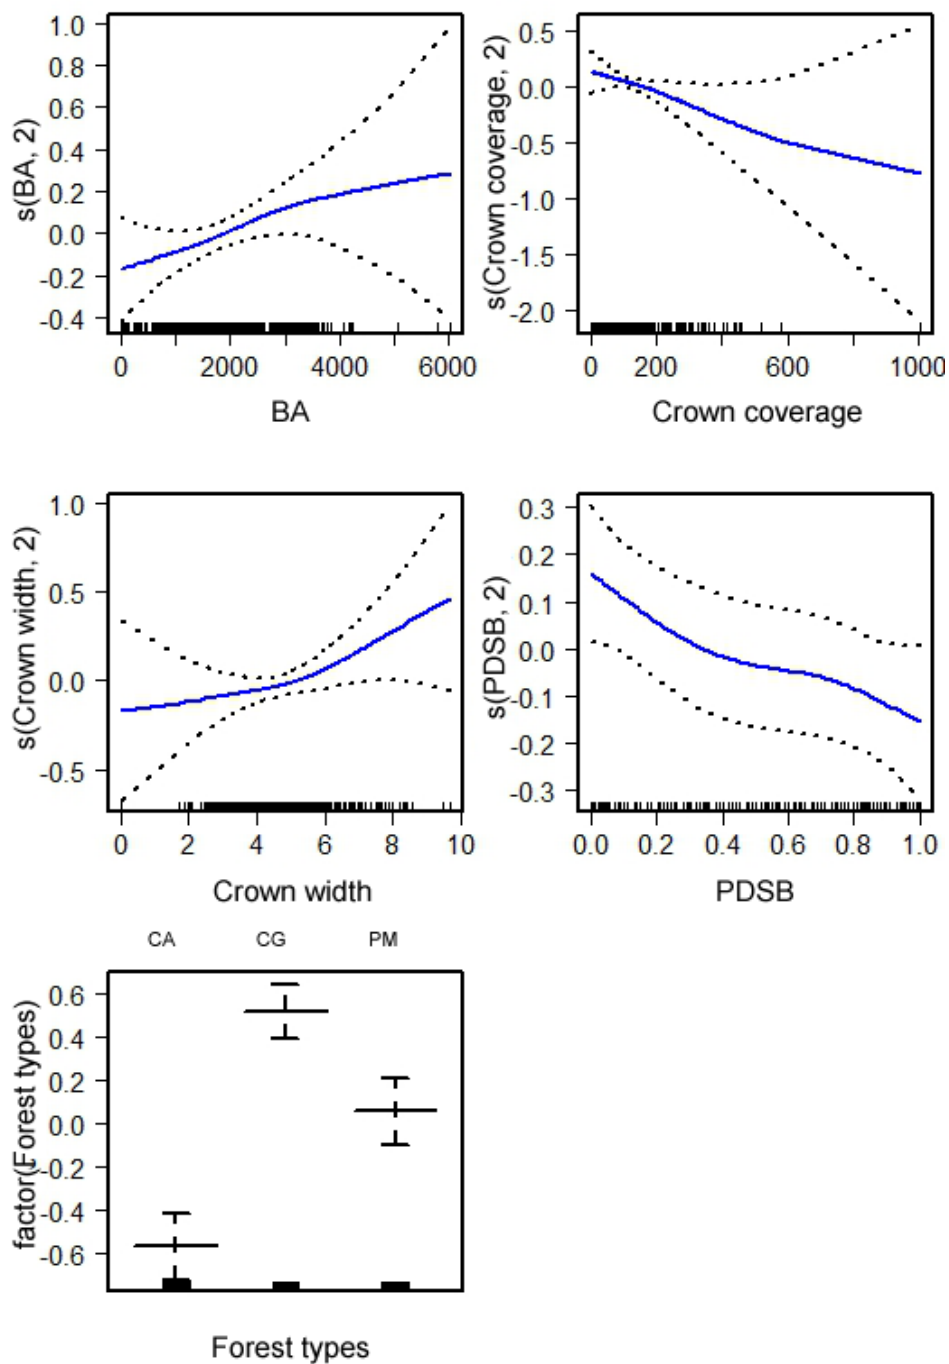 1.0
0.8
0.6
0.4
0.2
0.0
-0.2
-0.4
s(BA, 2)
0 2000 4000 6000
BA
0.5
0.0
-0.5
-1.0
-1.5
-2.0
s(Crown coverage, 2)
0 200 600 1000
Crown coverage
1.0
0.5
0.0
-0.5
s(Crown width, 2)
0 2 4 6 8 10
Crown width
0.3
0.2
0.1
0.0
-0.1
-0.2
-0.3
s(PDSB, 2)
0.0 0.2 0.4 0.6 0.8 1.0
PDSB
CA CG PM
0.6
0.4
0.2
0.0
-0.2
-0.4
-0.6
factor(Forest types)
Forest types